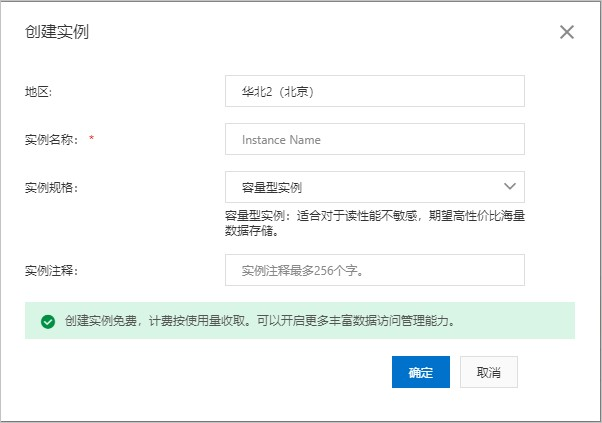 创建实例
地区:
华北2（北京）
实例名称： *
Instance Name
实例规格：
容量型实例
容量型实例：适合对于读性能不敏感，期望高性价比海量
数据存储。
实例注释：
实例注释最多256个字。
创建实例免费，计费按使用量收取。可以开启更多丰富数据访问管理能力。
确定
取消